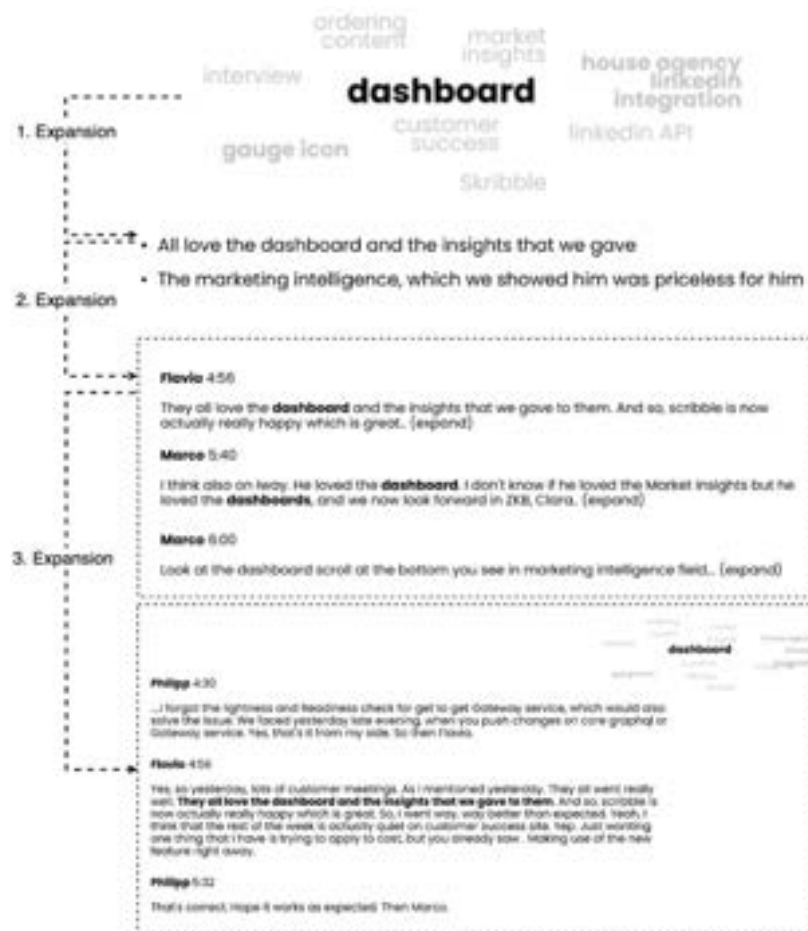 ordering
content
market
insights
interview
house agency
linkedin
integration
dashboard
1. Expansion
customer
success
linkedin API
gauge icon
Skribble
• All love the dashboard and the insights that we gave
• The marketing intelligence, which we showed him was priceless for him
2. Expansion
Flavio 4:56
They all love the dashboard and the insights that we gave to them. And so, scribble is now
actually really happy which is great.. (expand)
Marco 5:40
I think also on Iway. He loved the dashboard. I don't know if he loved the Market Insights but he
loved the dashboards, and we now look forward in ZKB, Clara.. (expand)
Marco 6:00
3. Expansion
Look at the dashboard scroll at the bottom you see in marketing intelligence field... (expand)
dashboard
Philipp 4:30
...I forgot the lightness and Readiness check for get to get Gateway service, which would also
solve the issue. We faced yesterday late evening, when you push changes on core graphql or
Gateway service. Yes, that's it from my side. So then Flavio.
Flavio 4:56
Yes, so yesterday, lots of customer meetings. As I mentioned yesterday. They all went really
well. They all love the dashboard and the insights that we gave to them. And so, scribble is
now actually really happy which is great. So, I went way, way better than expected. Yeah, I
think that the rest of the week is actually quiet on customer success site. Yep. Just wanting
one thing that I have is trying to apply to cost, but you already saw . Making use of the new
feature right away.
Philipp 5:32
That's correct. Hope it works as expected. Then Marco.